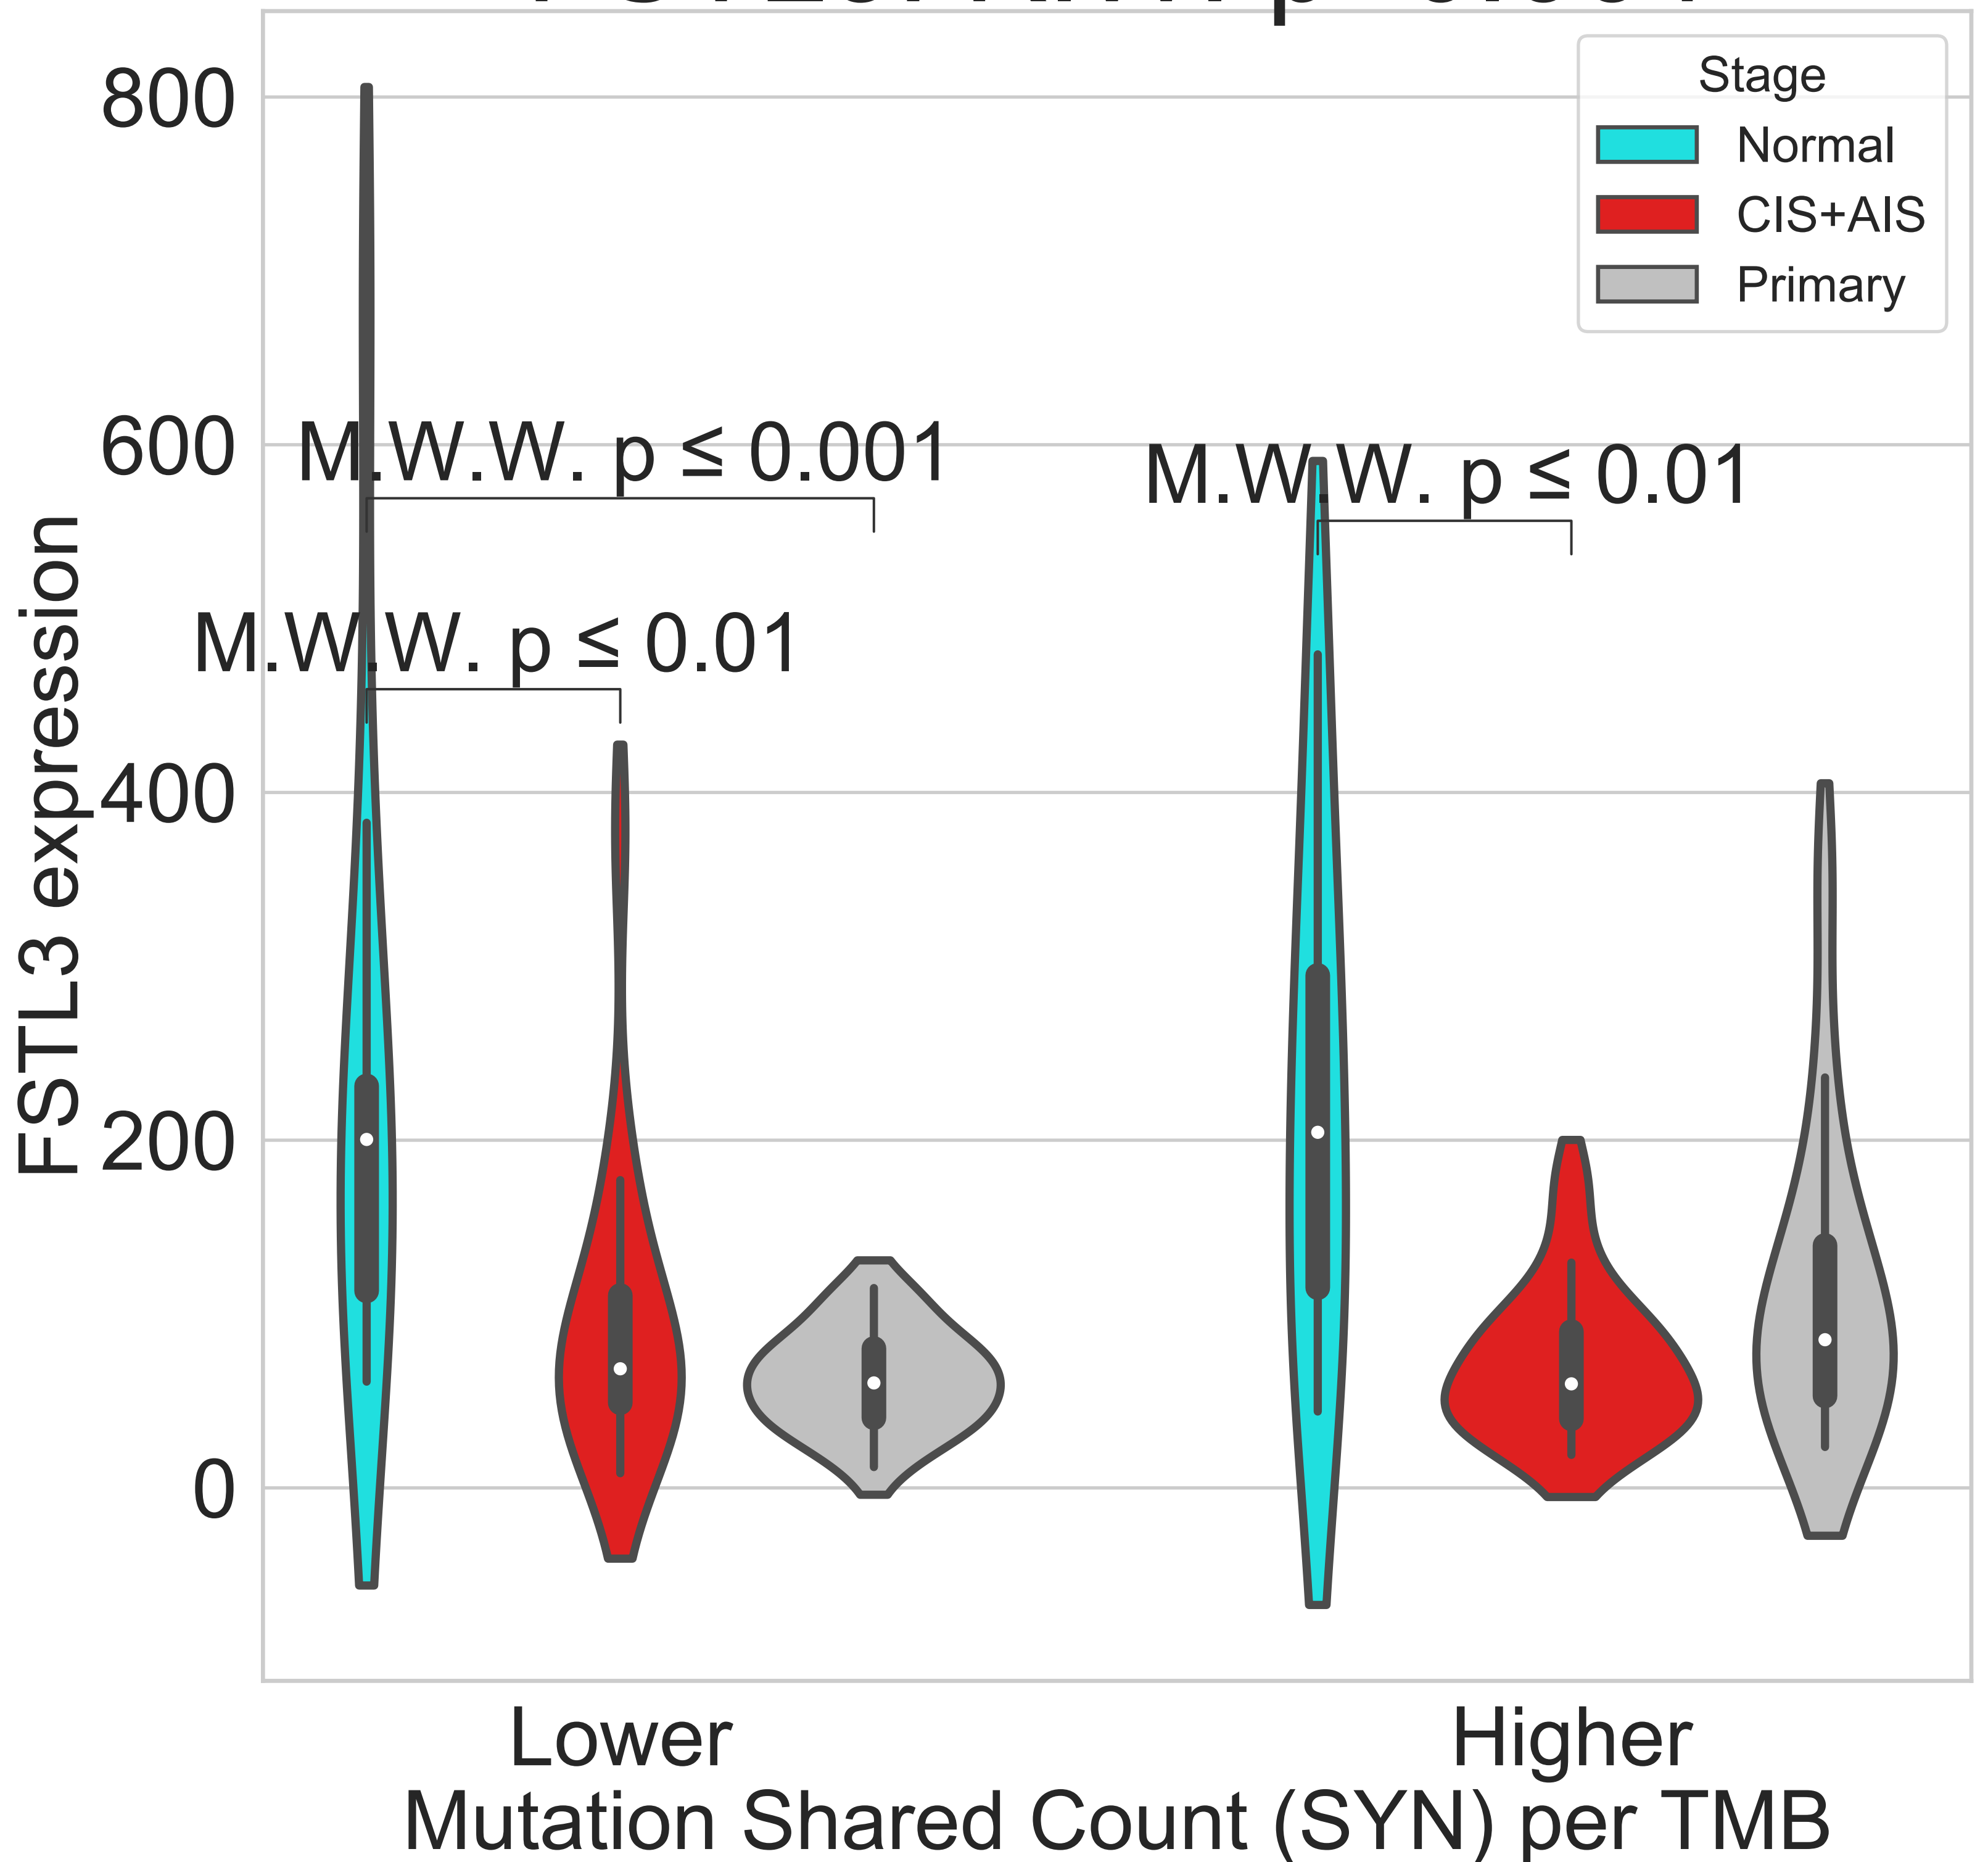 Stage
Normal
CIS+AIS
Primary
800
600
400
200
0
FSTL3 expression
M.W.W. p ≤ 0.001
M.W.W. p ≤ 0.01
M.W.W. p ≤ 0.01
Lower
Higher
Mutation Shared Count (SYN) per TMB